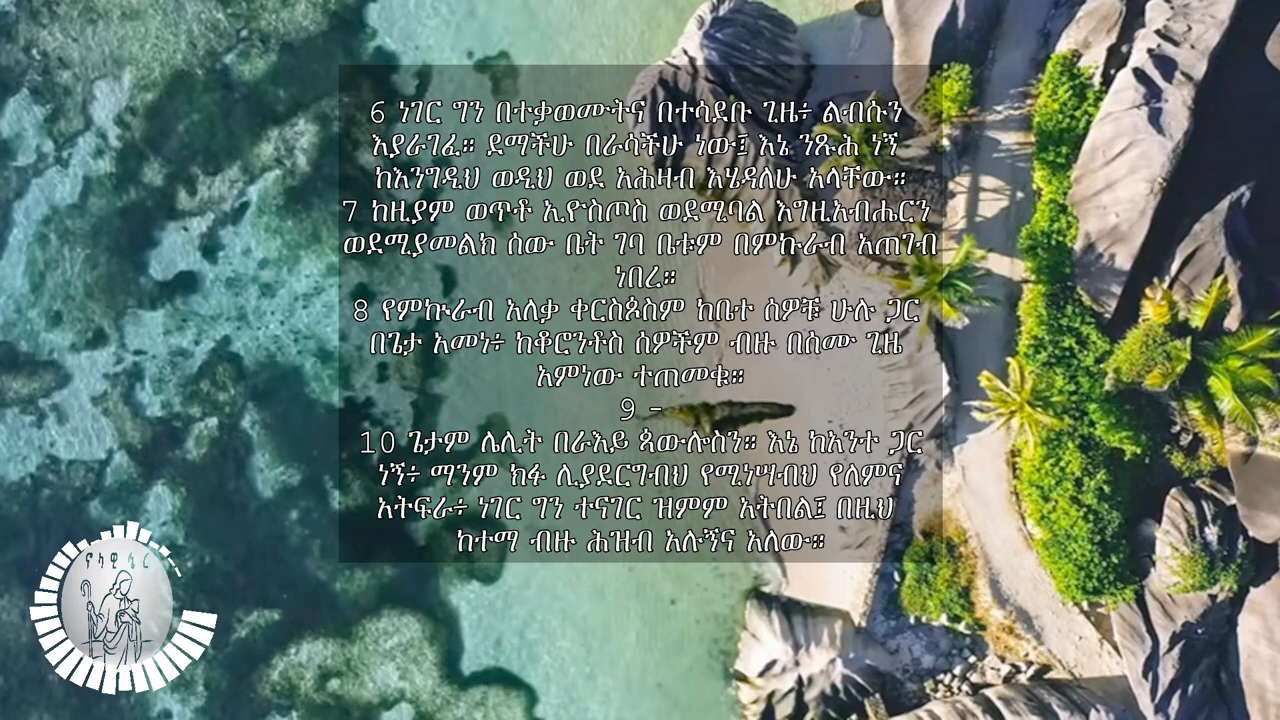 6 ነገር ግን በተቃወሙትና በተሳደቡ ጊዜ፥ ልብሱን
እያራገፈ። ደማችሁ በራሳችሁ ነው፤ እኔ ንጹሕ ነኝ
ከእንግዲህ ወዲህ ወደ አሕዛብ እሄዳለሁ አላቸው።
7 ከዚያም ወጥቶ ኢዮስጦስ ወደሚባል እግዚአብሔርን
ወደሚያመልክ ሰው ቤት ገባ ቤቱም በምኩራብ አጠገብ
ነበረ።
8 የምኵራብ አለቃ ቀርስጶስም ከቤተ ሰዎቹ ሁሉ ጋር
በጌታ አመነ፥ ከቆሮንቶስ ሰዎችም ብዙ በሰሙ ጊዜ
አምነው ተጠመቁ።
9 -
10 ጌታም ሌሊት በራእይ ጳውሎስን። እኔ ከአንተ ጋር
ነኝ፥ ማንም ክፋ ሊያደርግብህ የሚነሣብህ የለምና
አትፍራ፥ ነገር ግን ተናገር ዝምም አትበል፤ በዚህ
ከተማ ብዙ ሕዝብ አሉኝና አለው።